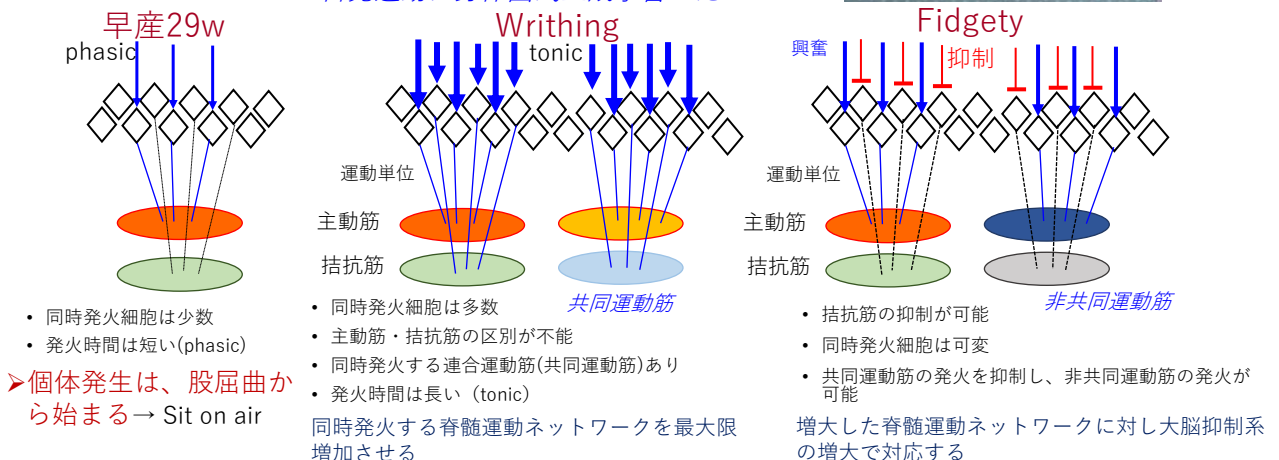 早産29w
phasic
• 同時発火細胞は少数
• 発火時間は短い(phasic)
➢個体発生は、股屈曲か
ら始まる→ Sit on air
Writhing
tonic
運動単位
主動筋
拮抗筋
共同運動筋
• 同時発火細胞は多数
• 主動筋・拮抗筋の区別が不能
• 同時発火する連合運動筋(共同運動筋)あり
• 発火時間は長い（tonic）
同時発火する脊髄運動ネットワークを最大限
増加させる
Fidgety
興奮
抑制
運動単位
主動筋
拮抗筋
非共同運動筋
• 拮抗筋の抑制が可能
• 同時発火細胞は可変
• 共同運動筋の発火を抑制し、非共同運動筋の発火が
可能
増大した脊髄運動ネットワークに対し大脳抑制系
の増大で対応する